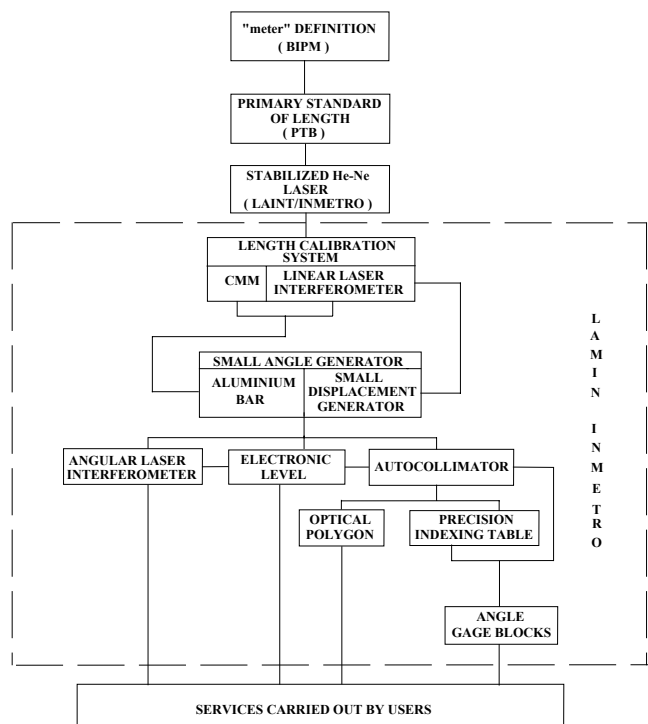 "meter" DEFINITION
( BIPM )
PRIMARY STANDARD
OF LENGTH
( PTB )
STABILIZED He-Ne
LASER
( LAINT/INMETRO )
LENGTH CALIBRATION
SYSTEM
CMM
LINEAR LASER
INTERFEROMETER
SMALL ANGLE GENERATOR
ALUMINIUM
BAR
SMALL
DISPLACEMENT
GENERATOR
ANGULAR LASER
INTERFEROMETER
ELECTRONIC
LEVEL
AUTOCOLLIMATOR
OPTICAL
POLYGON
PRECISION
INDEXING TABLE
ANGLE
GAGE BLOCKS
LAMIN INMETRO
SERVICES CARRIED OUT BY USERS